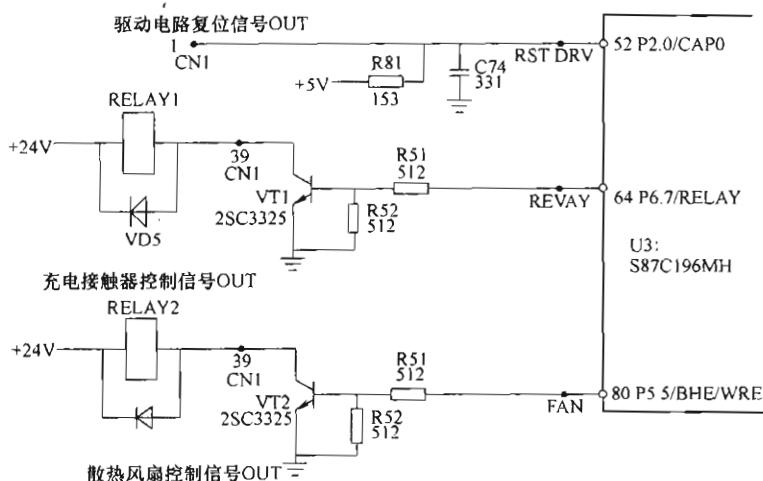 驱动电路复位信号OUT
1
CN1
R81
+5V
153
C74
331
RST DRV
52 P2.0/CAP0
RELAY1
+24V
39
CN1
VD5
VT1
2SC3325
R51
512
R52
512
REVAY
64 P6.7/RELAY
U3:
S87C196MH
充电接触器控制信号OUT
RELAY2
+24V
39
CN1
VT2
2SC3325
R51
512
R52
512
FAN
80 P5 5/BHE/WRE
散热风扇控制信号OUT